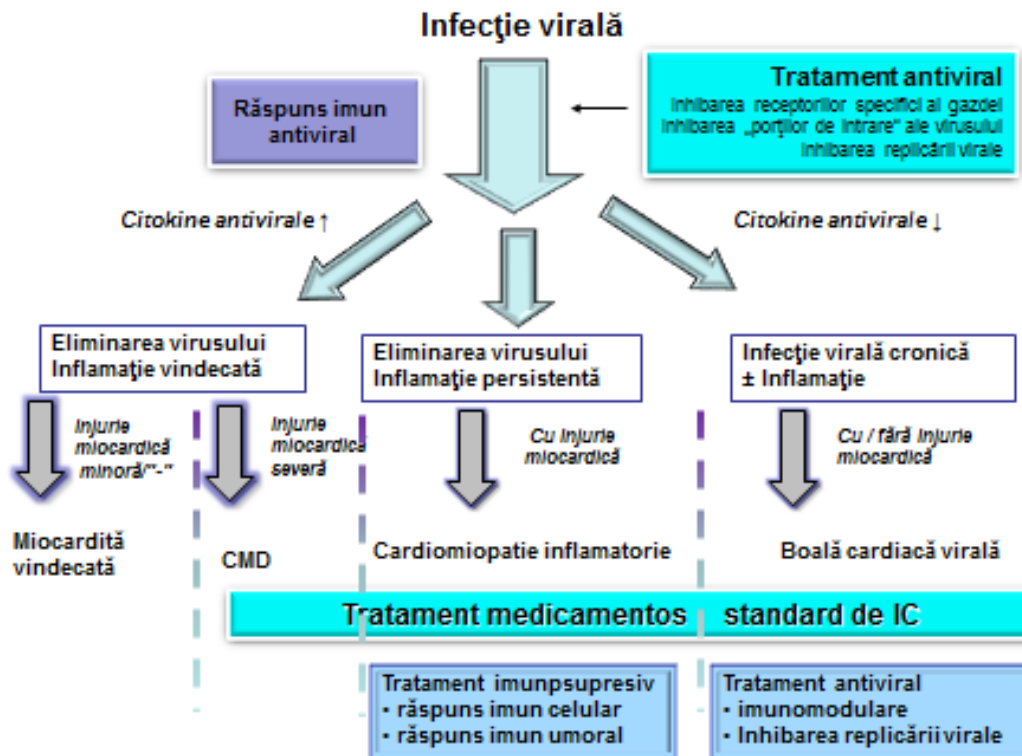 Infecţie virală
Răspuns imun
antiviral
Tratament antiviral
Inhibarea receptorilor specifici ai gazdei
Inhibarea „porţilor de intrare” ale virusului
Inhibarea replicării virale
Citokine antivirale ↑
Citokine antivirale ↓
Eliminarea virusului
Inflamaţie vindecată
Eliminarea virusului
Inflamaţie persistentă
Infecţie virală cronică
± Inflamaţie
Injurie
miocardică
minoră/"-"
Injurie
miocardică
severă
Cu injurie
miocardică
Cu / fără injurie
miocardică
Miocardită
vindecată
CMD
Cardiomiopatie inflamatorie
Boală cardiacă virală
Tratament medicamentos standard de IC
Tratament imunpsupresiv
• răspuns imun celular
• răspuns imun umoral
Tratament antiviral
• imunomodulare
• Inhibarea replicării virale